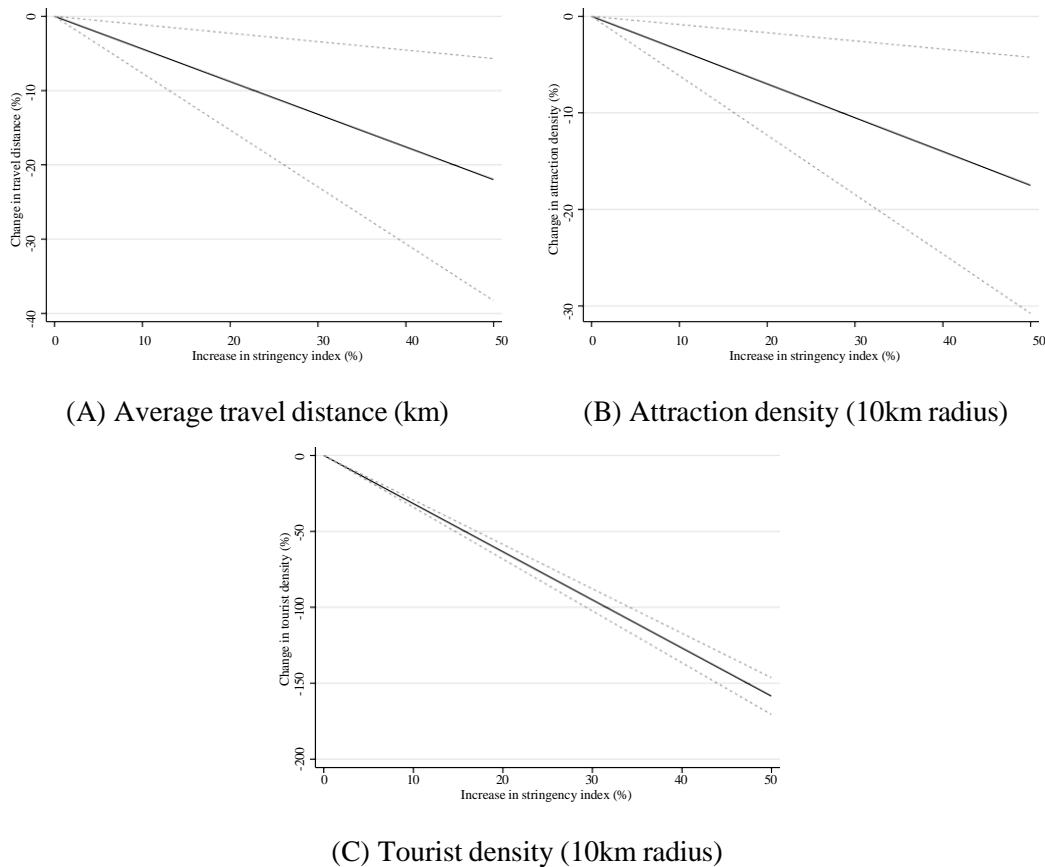 0
-10
-20
-30
-40
Change in travel distance (%)
0 10 20 30 40 50
Increase in stringency index (%)
(A) Average travel distance (km)
0
-10
-20
-30
Change in attraction density (%)
0 10 20 30 40 50
Increase in stringency index (%)
(B) Attraction density (10km radius)
0
-50
-100
-150
-200
Change in tourist density (%)
0 10 20 30 40 50
Increase in stringency index (%)
(C) Tourist density (10km radius)